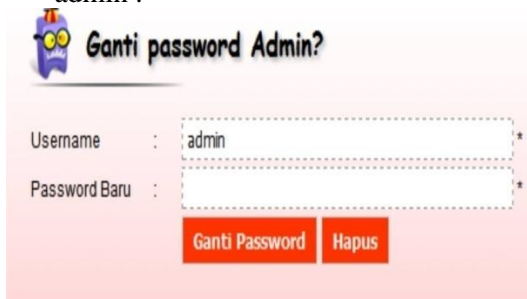 admin .
Ganti password Admin?
Username : admin *
Password Baru : *
Ganti Password Hapus